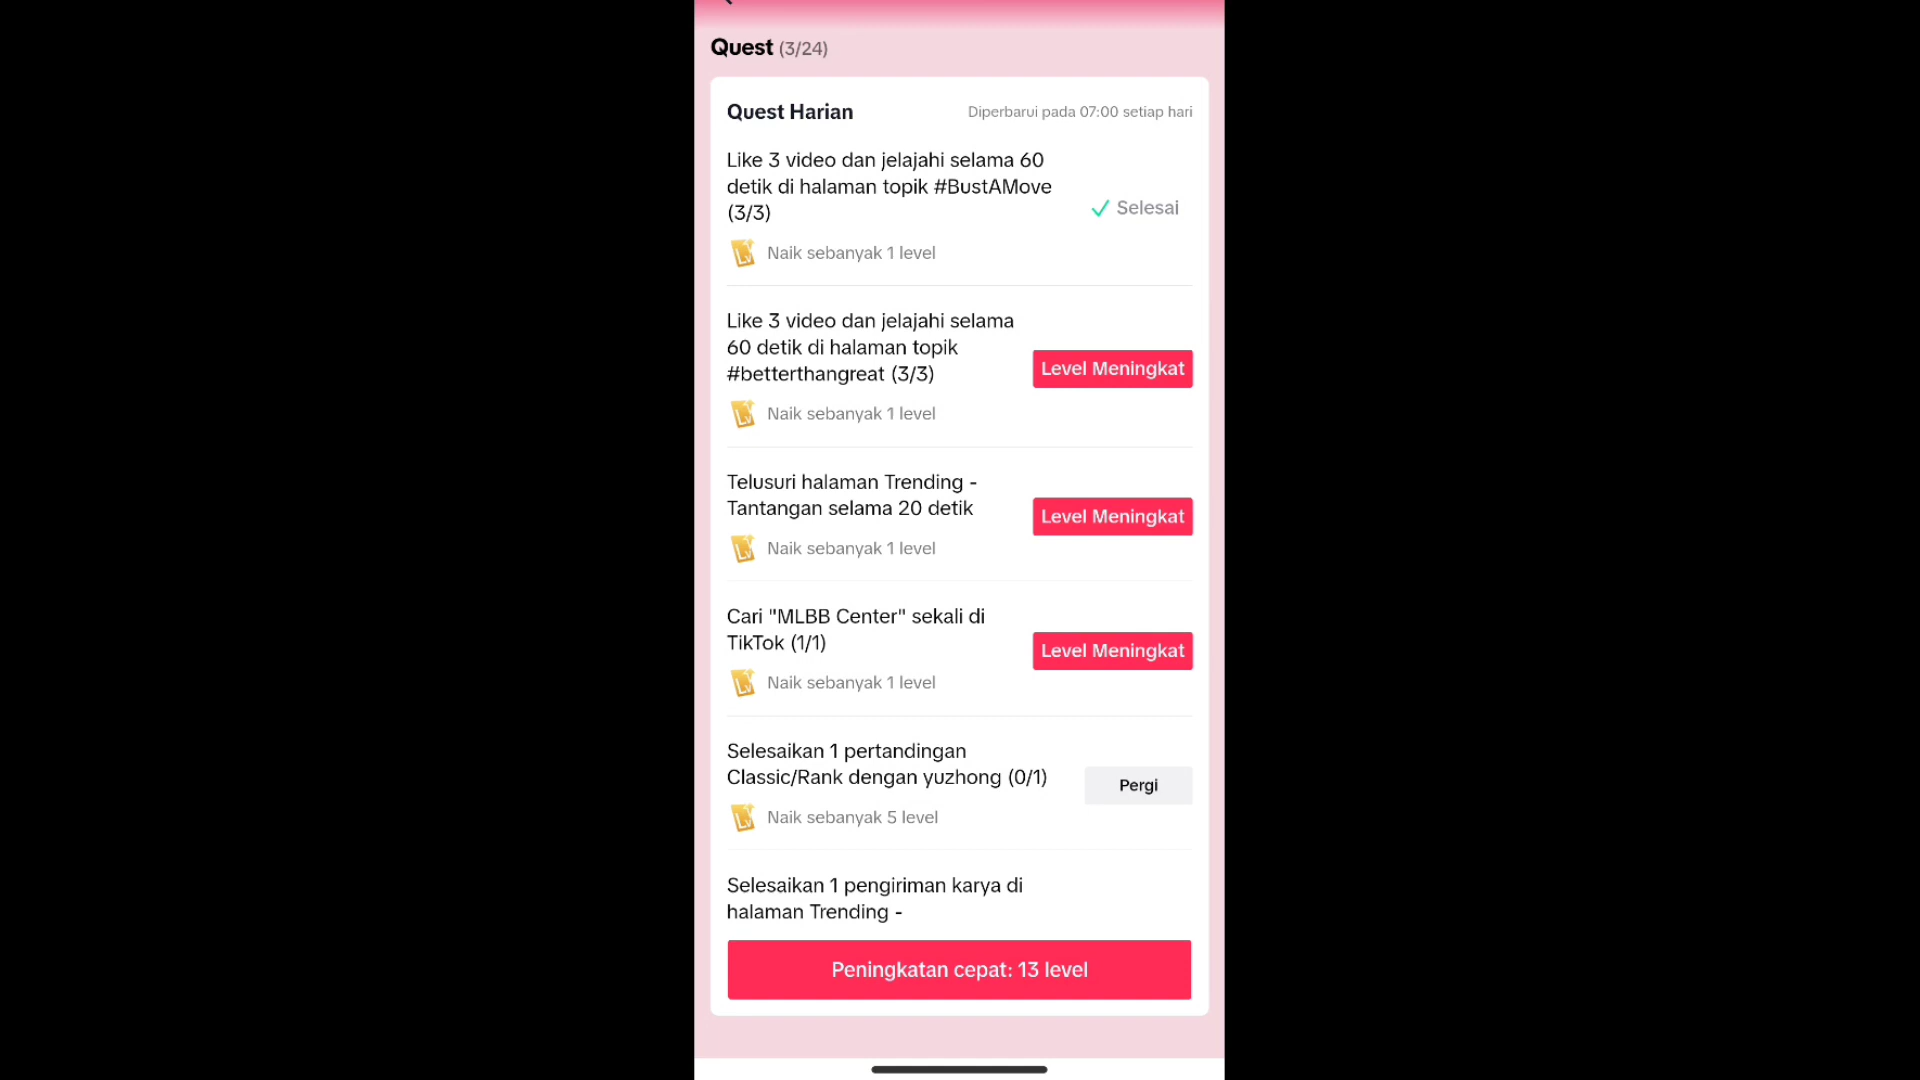 Quest (3/24)
Quest Harian
Diperbarui pada 07:00 setiap hari
Like 3 video dan jelajahi selama 60
detik di halaman topik #BustAMove
(3/3)
Selesai
Naik sebanyak 1 level
Like 3 video dan jelajahi selama
60 detik di halaman topik
#betterthangreat (3/3)
Level Meningkat
Naik sebanyak 1 level
Telusuri halaman Trending -
Tantangan selama 20 detik
Level Meningkat
Naik sebanyak 1 level
Cari "MLBB Center" sekali di
TikTok (1/1)
Level Meningkat
Naik sebanyak 1 level
Selesaikan 1 pertandingan
Classic/Rank dengan yuzhong (0/1)
Pergi
Naik sebanyak 5 level
Selesaikan 1 pengiriman karya di
halaman Trending -
Peningkatan cepat: 13 level